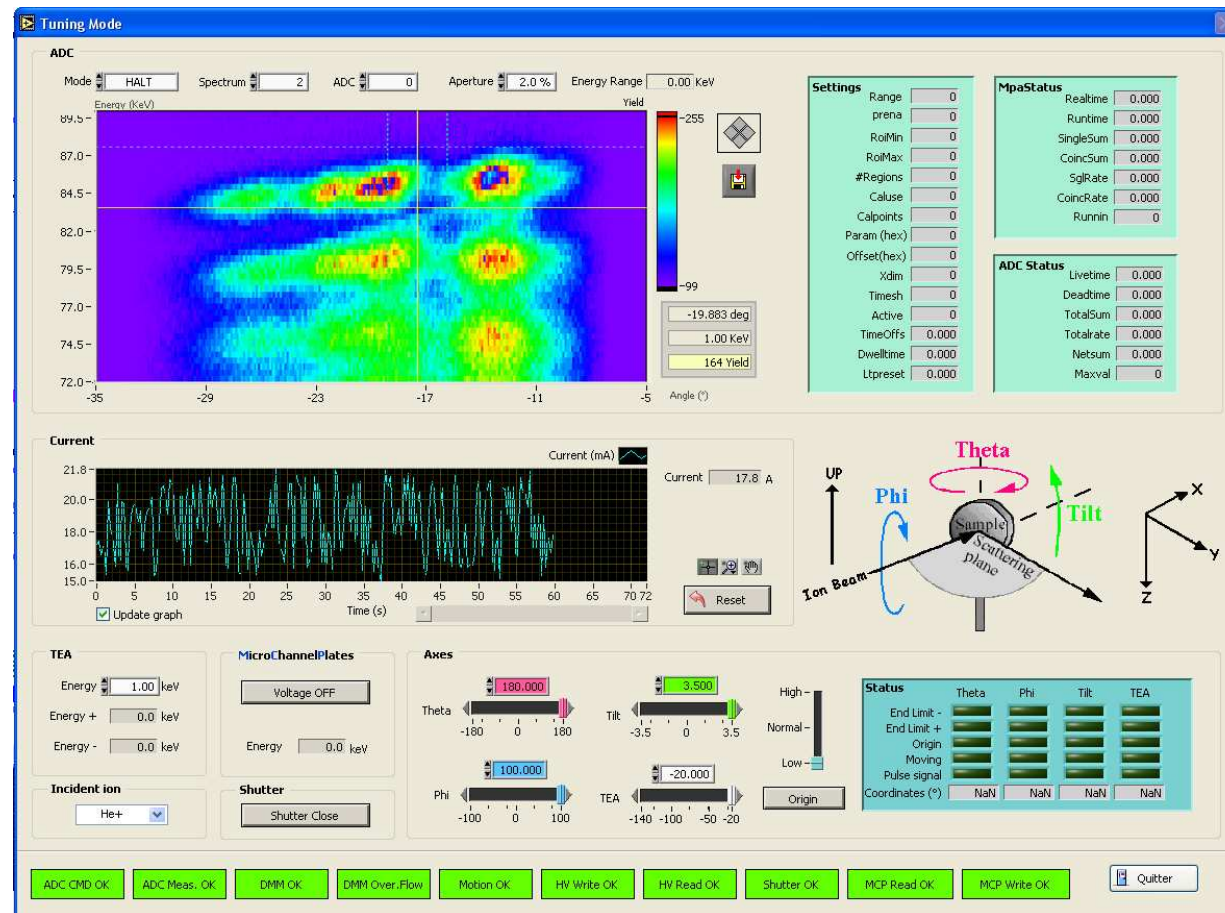 Tuning Mode
ADC
Mode HALT Spectrum 2 ADC 0 Aperture 2.0 % Energy Range 0.00 KeV
Energy (KeV) Yield
89.5
87.0
84.5
82.0
79.5
77.0
74.5
72.0
-35 -29 -23 -17 -11 -5 Angle (°)
255
99
-19.883 deg
1.00 KeV
164 Yield
Settings
Range 0
prena 0
RoiMin 0
RoiMax 0
#Regions 0
Caluse 0
Calpoints 0
Param (hex) 0
Offset(hex) 0
Xdim 0
Timesh 0
Active 0
TimeOffs 0.000
Dwelltime 0.000
Ltpreset 0.000
MpaStatus
Realtime 0.000
Runtime 0.000
SingleSum 0.000
CoincSum 0.000
SglRate 0.000
CoincRate 0.000
Runnin 0
ADC Status
Livetime 0.000
Deadtime 0.000
TotalSum 0.000
Totalrate 0.000
Netsum 0.000
Maxval 0
Current
Current (mA)
21.8
20.0
18.0
16.0
15.0
0 5 10 15 20 25 30 35 40 45 50 55 60 65 70 72
Update graph
Time (s)
Current 17.8 A
Reset
UP
Theta
Phi
Tilt
Sample
Scattering
plane
Ion Beam
X
Y
Z
TEA
Energy 1.00 keV
Energy + 0.0 keV
Energy - 0.0 keV
MicroChannelPlates
Voltage OFF
Energy 0.0 keV
Incident ion
He+
Shutter
Shutter Close
Axes
180.000
Theta
-180 0 180
3.500
Tilt
-3.5 0 3.5
100.000
Phi
-100 0 100
-20.000
TEA
-140 -100 -50 -20
High
Normal
Low
Origin
Status Theta Phi Tilt TEA
End Limit -
End Limit +
Origin
Moving
Pulse signal
Coordinates (°) NaN NaN NaN NaN
ADC CMD OK ADC Meas. OK DMM OK DMM Over.Flow Motion OK HV Write OK HV Read OK Shutter OK MCP Read OK MCP Write OK Quitter